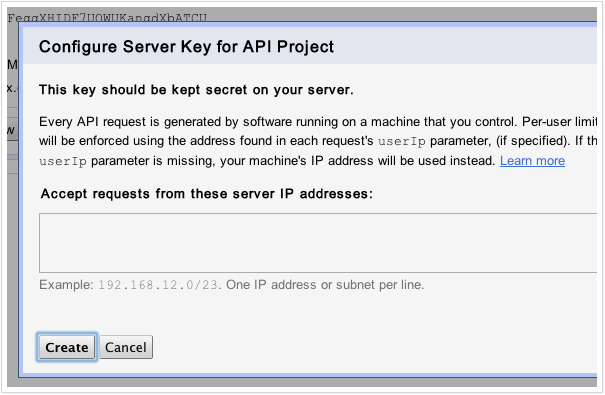 Configure Server Key for API Project
This key should be kept secret on your server.
Every API request is generated by software running on a machine that you control. Per-user limit
will be enforced using the address found in each request's userIp parameter, (if specified). If th
userIp parameter is missing, your machine's IP address will be used instead. Learn more
Accept requests from these server IP addresses:
Example: 192.168.12.0/23. One IP address or subnet per line.
Create Cancel